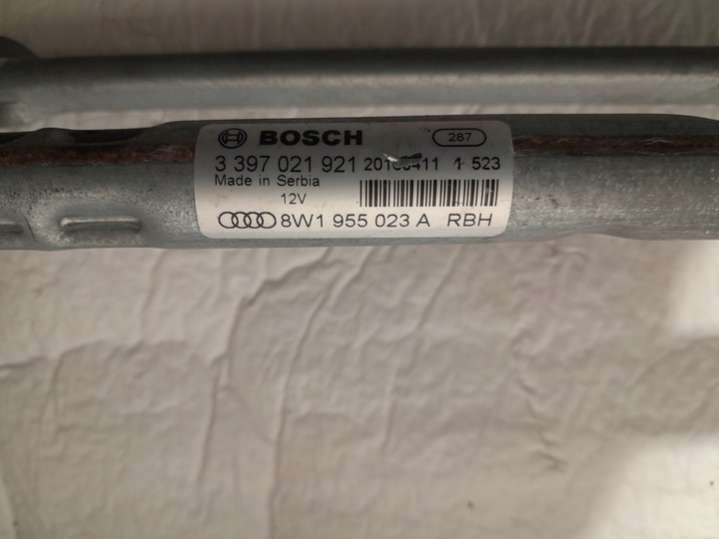 BOSCH 287
3 397 021 921 1 523
Made in Serbia
12V
8W1 955 023 A RBH